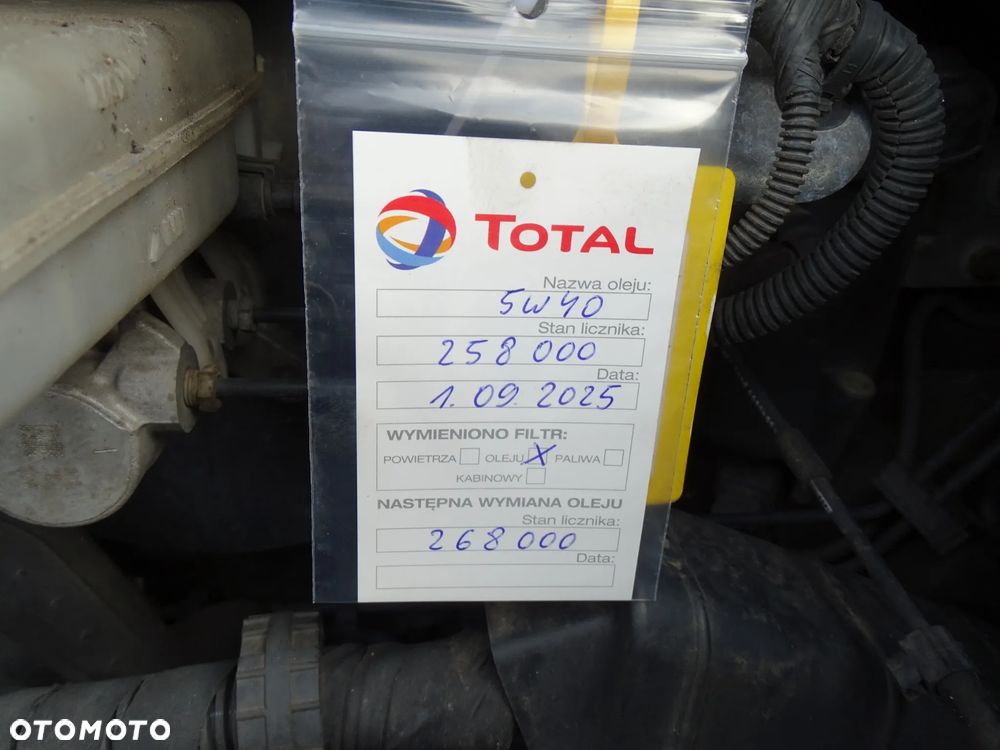 TOTAL
Nazwa oleju:
5W40
Stan licznika:
258 000
Data:
1.09.2025
WYMIENIONO FILTR:
POWIETRZA OLEJU X PALIWA
KABINOWY
NASTĘPNA WYMIANA OLEJU
Stan licznika:
268 000
Data:
OTOMOTO